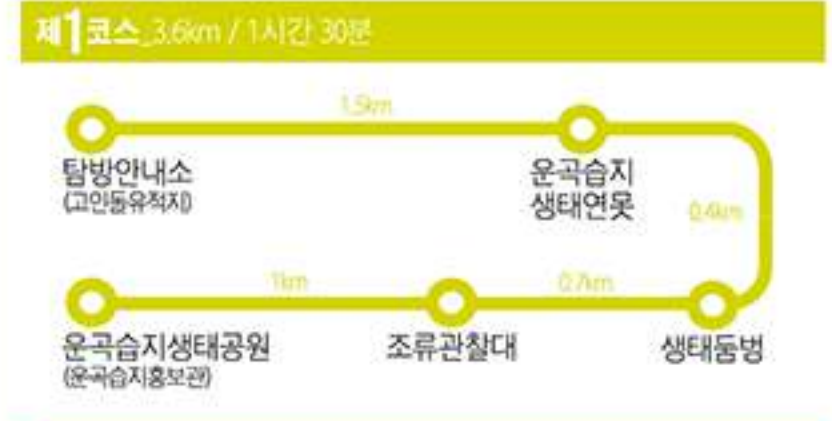 제1코스_3.6km / 1시간 30분
1.5km
탐방안내소
(고인돌유적지)
운곡습지
생태연못
0.4km
1km
0.7km
운곡습지생태공원
(운곡습지홍보관)
조류관찰대
생태둠벙